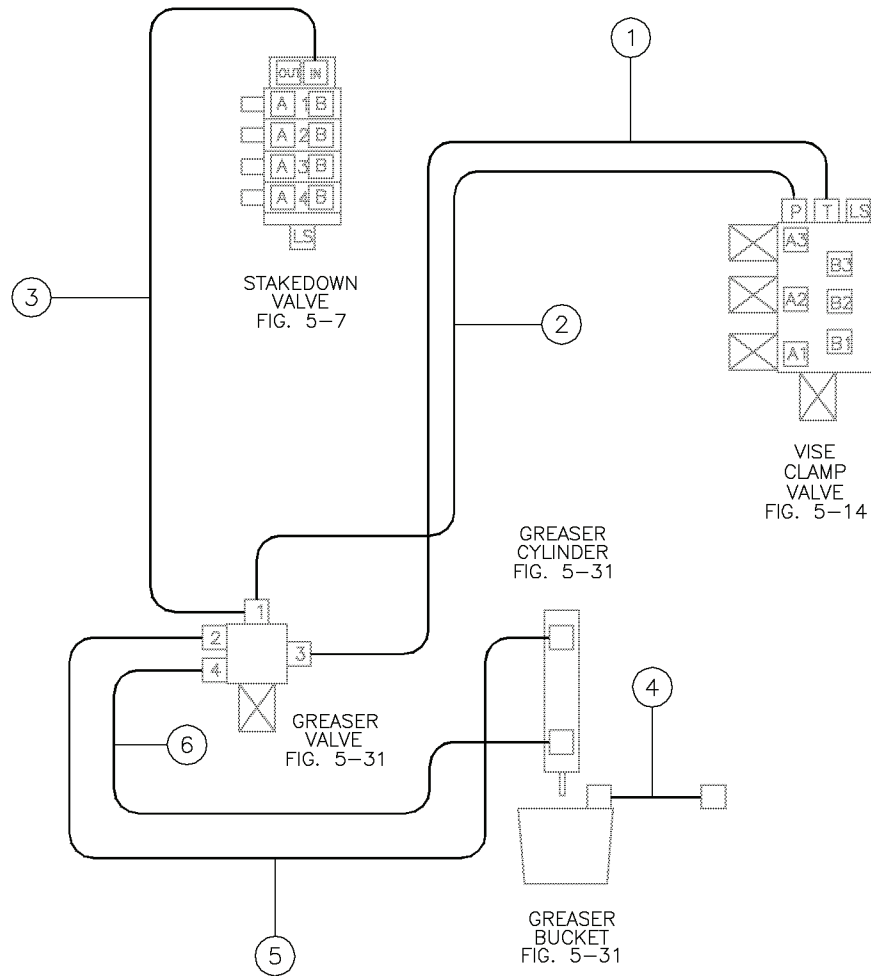 1
OUT IN
A 1 B
A 2 B
A 3 B
A 4 B
LS
STAKEDOWN
VALVE
FIG. 5-7
3
2
P T LS
A3
B3
A2
B2
B1
A1
VISE
CLAMP
VALVE
FIG. 5-14
GREASER
CYLINDER
FIG. 5-31
1
2
3
4
GREASER
VALVE
FIG. 5-31
6
4
5
GREASER
BUCKET
FIG. 5-31